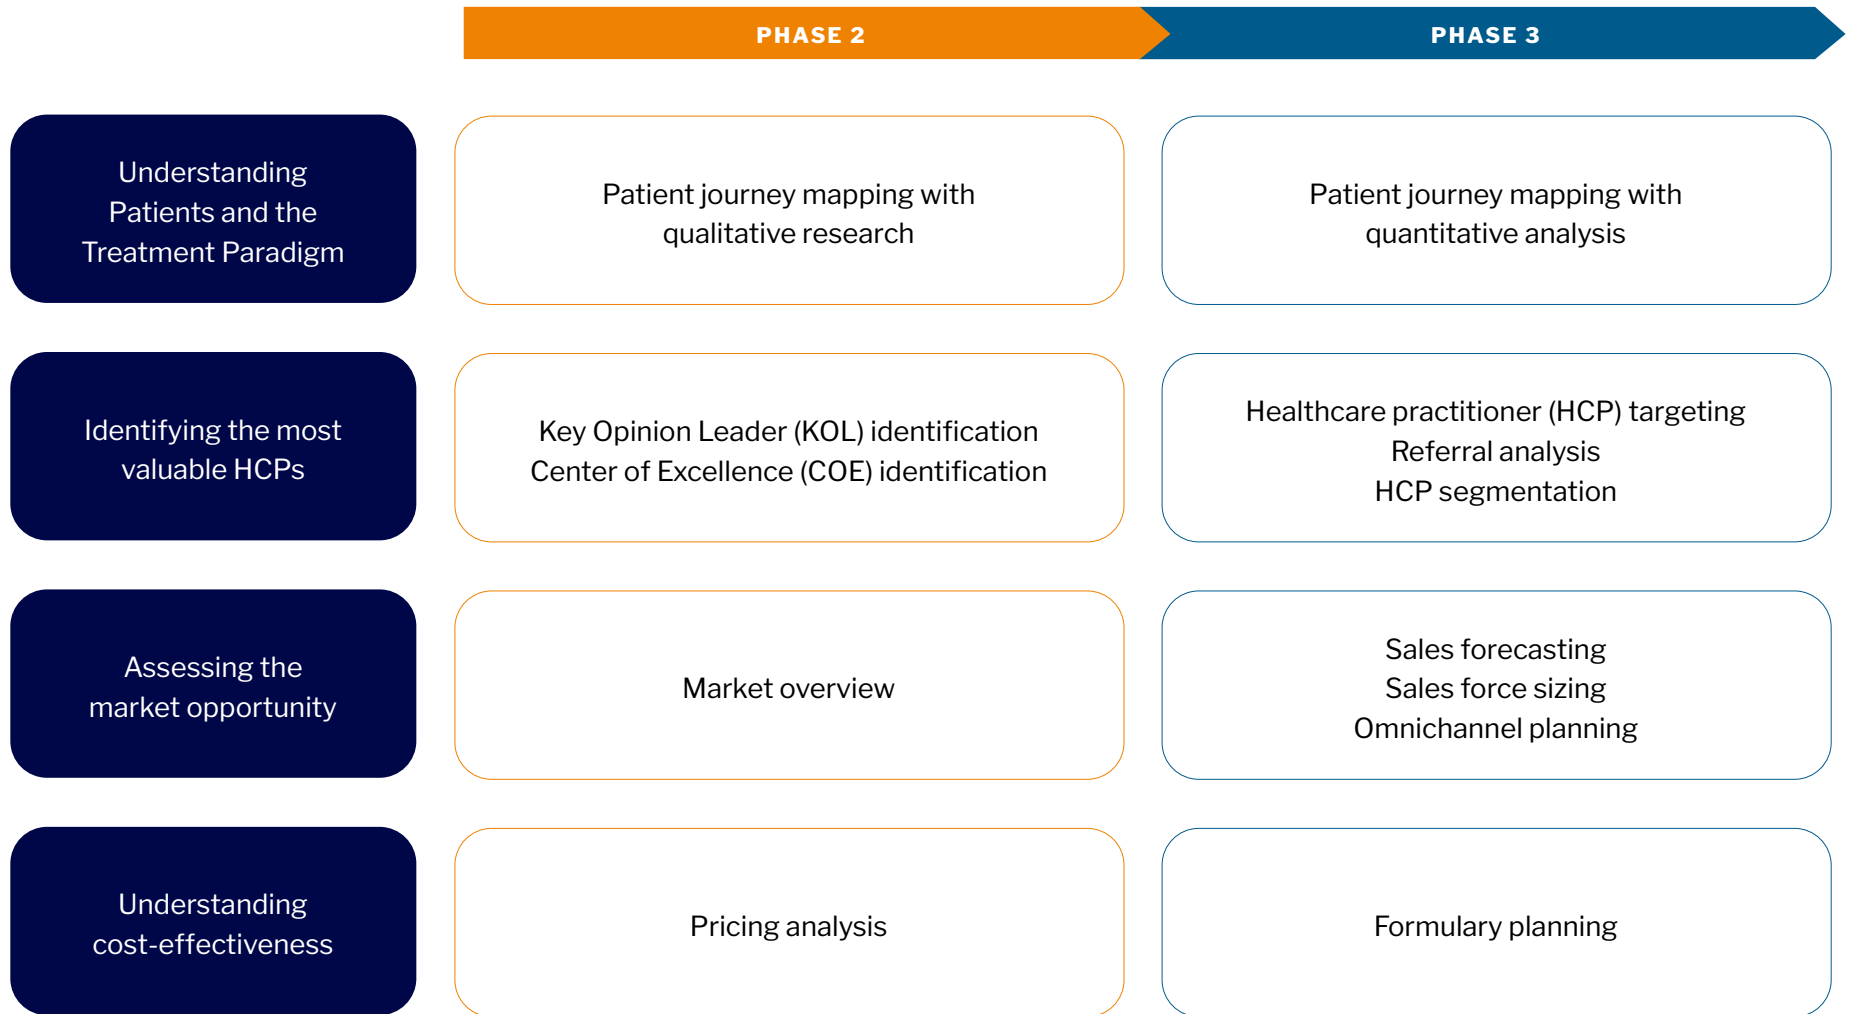 PHASE 2
PHASE 3
Understanding
Patients and the
Treatment Paradigm
Patient journey mapping with
qualitative research
Patient journey mapping with
quantitative analysis
Identifying the most
valuable HCPs
Key Opinion Leader (KOL) identification
Center of Excellence (COE) identification
Healthcare practitioner (HCP) targeting
Referral analysis
HCP segmentation
Assessing the
market opportunity
Market overview
Sales forecasting
Sales force sizing
Omnichannel planning
Understanding
cost-effectiveness
Pricing analysis
Formulary planning